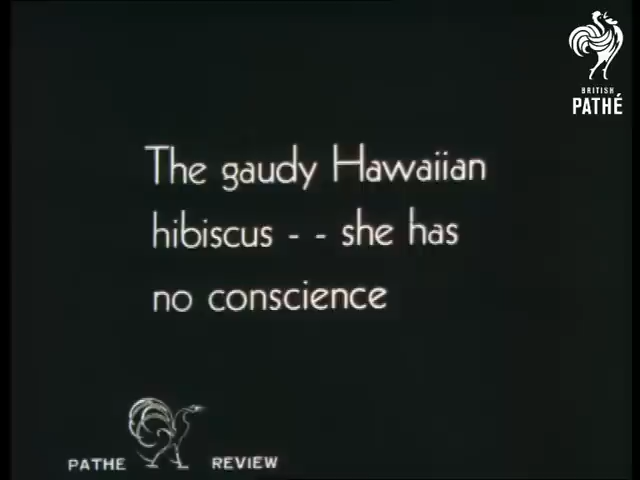 BRITISH
PATHÉ
The gaudy Hawaiian
hibiscus - - she has
no conscience
PATHE REVIEW